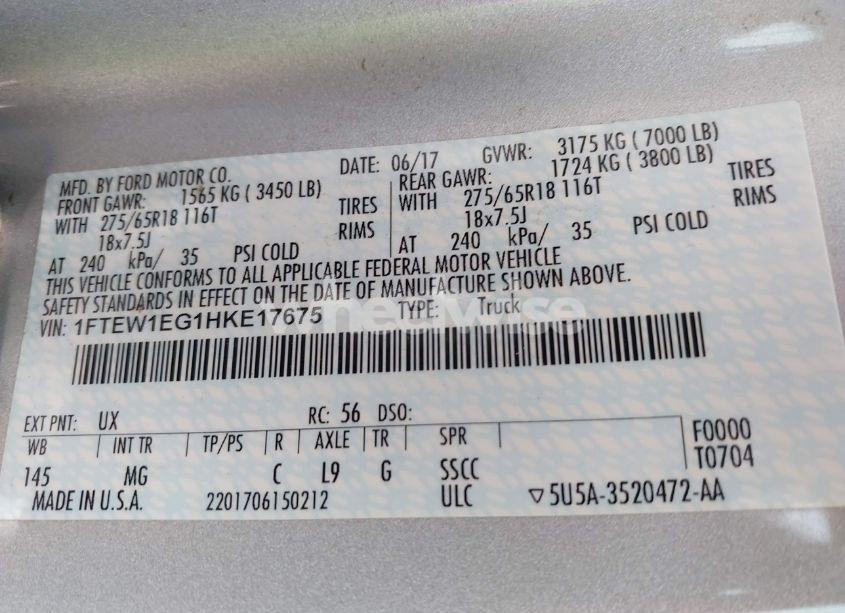 MFD. BY FORD MOTOR CO. DATE: 06/17 GVWR: 3175 KG ( 7000 LB)
FRONT GAWR: 1565 KG ( 3450 LB) REAR GAWR: 1724 KG ( 3800 LB)
WITH 275/65R18 116T TIRES WITH 275/65R18 116T TIRES
18x7.5J RIMS 18x7.5J RIMS
AT 240 kPa/ 35 PSI COLD AT 240 kPa/ 35 PSI COLD
THIS VEHICLE CONFORMS TO ALL APPLICABLE FEDERAL MOTOR VEHICLE
SAFETY STANDARDS IN EFFECT ON THE DATE OF MANUFACTURE SHOWN ABOVE.
VIN: 1FTEW1EG1HKE17675 TYPE: Truck
EXT PNT: UX RC: 56 DSO:
WB INT TR TP/PS R AXLE TR SPR F0000
145 MG C L9 G SSCC T0704
MADE IN U.S.A. 2201706150212 ULC ▽5U5A-3520472-AA